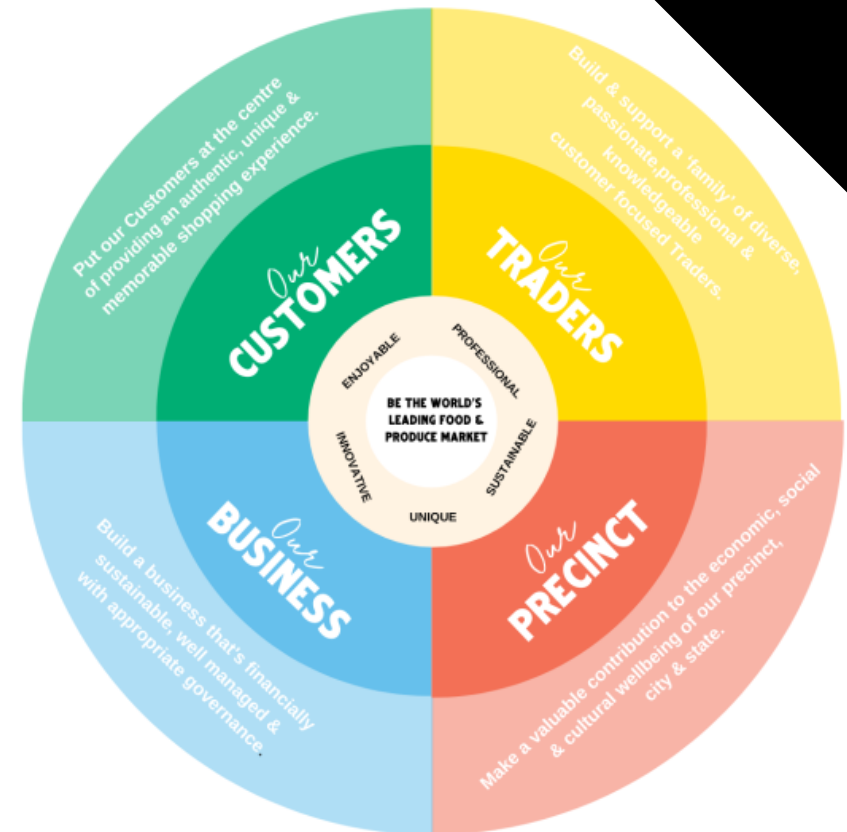 Put our Customers at the centre
of providing an authentic, unique &
memorable shopping experience.
Our
CUSTOMERS
Build & support a 'family' of diverse,
passionate,professional &
knowledgeable
customer focused Traders.
Our
TRADERS
ENJOYABLE
PROFESSIONAL
SUSTAINABLE
UNIQUE
INNOVATIVE
BE THE WORLD'S
LEADING FOOD &
PRODUCE MARKET
Our
BUSINESS
Build a business that's financially
sustainable, well managed &
with appropriate governance.
Our
PRECINCT
Make a valuable contribution to the economic, social
& cultural wellbeing of our precinct,
city & state.